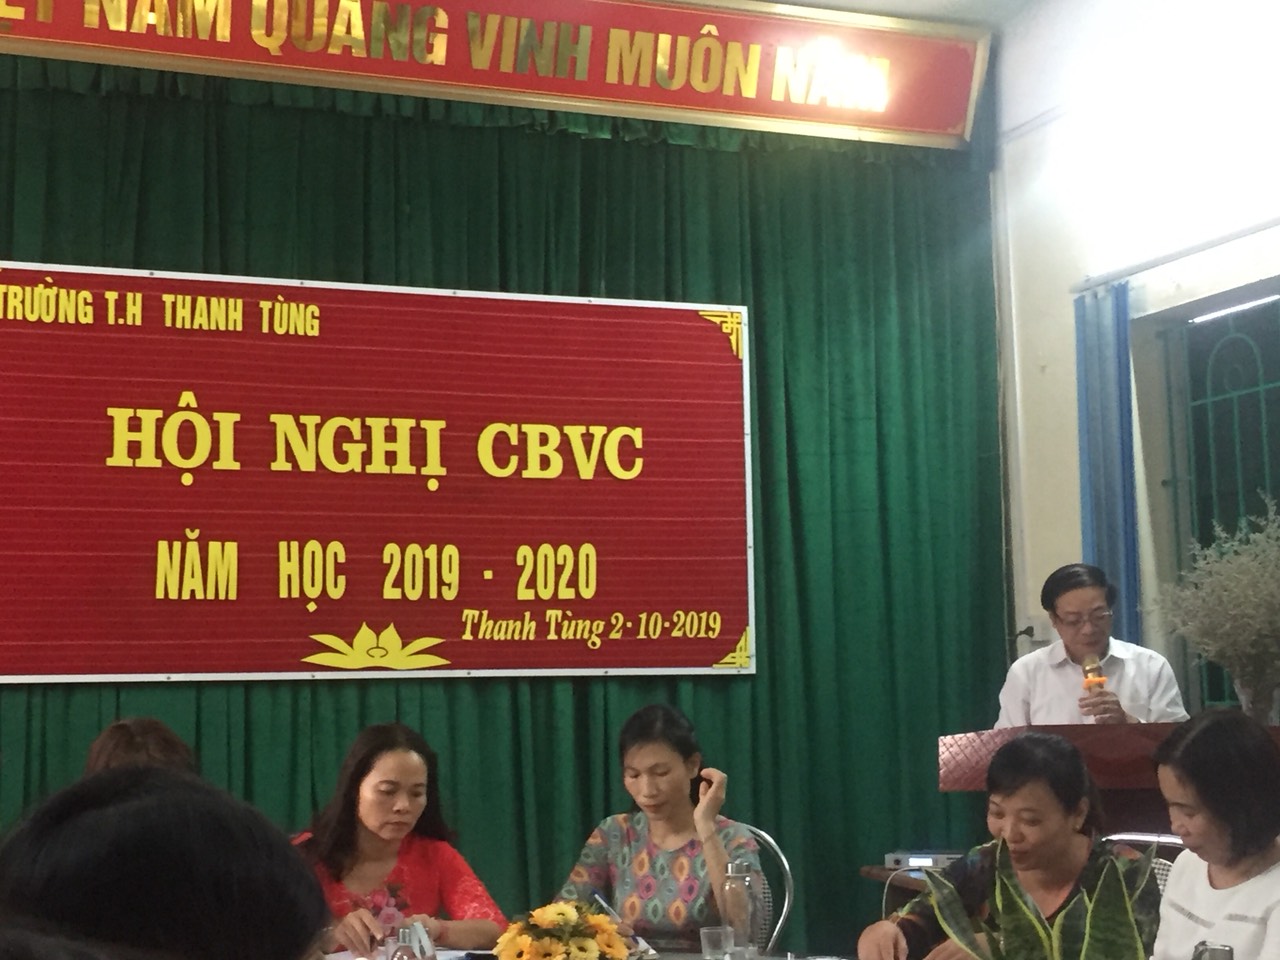 NAM QUANG VINH MUÔN NĂM
TRƯỜNG T.H THANH TÙNG
HỘI NGHỊ CBVC
NĂM HỌC 2019 - 2020
Thanh Tùng 2-10-2019